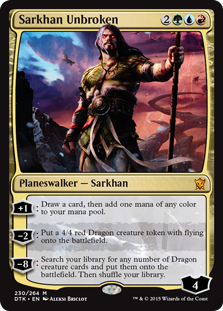 Sarkhan Unbroken 2
Planeswalker — Sarkhan
+1: Draw a card, then add one mana of any color
to your mana pool.
-2: Put a 4/4 red Dragon creature token with flying
onto the battlefield.
-8: Search your library for any number of Dragon
creature cards and put them onto the
battlefield. Then shuffle your library.
4
230/264 M
DTK • EN Aleksi Briclot
™ & © 2015 Wizards of the Coast